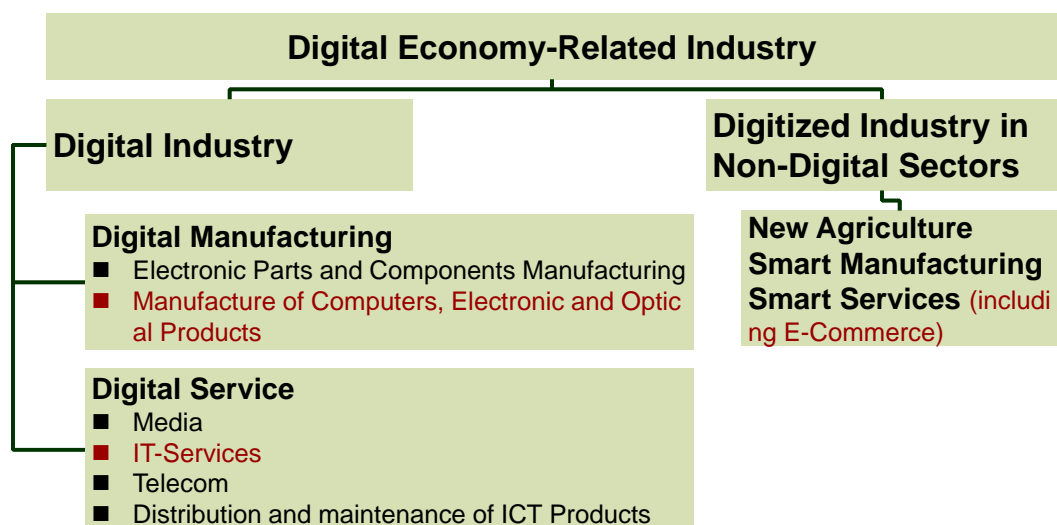 Digital Economy-Related Industry
Digital Industry
Digitized Industry in
Non-Digital Sectors
Digital Manufacturing
Electronic Parts and Components Manufacturing
Manufacture of Computers, Electronic and Optic
al Products
New Agriculture
Smart Manufacturing
Smart Services (includi
ng E-Commerce)
Digital Service
Media
IT-Services
Telecom
Distribution and maintenance of ICT Products